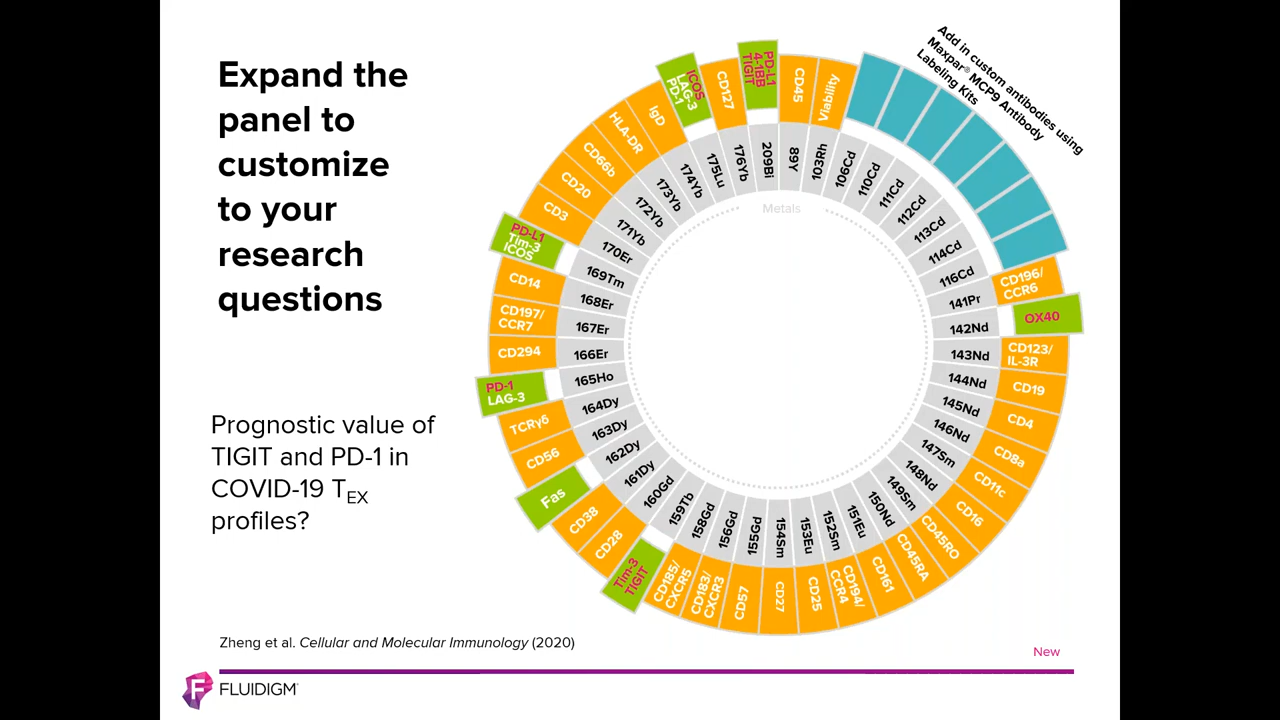 Expand the
panel to
customize
to your
research
questions
Prognostic value of
TIGIT and PD-1 in
COVID-19 TEX
profiles?
Zheng et al. Cellular and Molecular Immunology (2020)
FLUIDIGM
New
Add in custom antibodies using
Maxpar® MCP9 Antibody
Labeling Kits
Metals
CD45
Viability
CD196/
CCR6
OX40
CD123/
IL-3R
CD19
CD4
CD8a
CD11c
CD16
CD45RO
CD45RA
CD161
CD194/
CCR4
CD25
CD27
CD57
CD183/
CXCR3
CD185/
CXCR5
Tim-3
TIGIT
CD28
CD38
Fas
CD56
TCRγδ
PD-1
LAG-3
CD294
CD197/
CCR7
CD14
PD-L1
Tim-3
ICOS
CD3
CD20
CD66b
HLA-DR
IgD
ICOS
LAG-3
PD-1
CD127
PD-L1
4-1BB
TIGIT
89Y
103Rh
106Cd
110Cd
111Cd
112Cd
113Cd
114Cd
116Cd
141Pr
142Nd
143Nd
144Nd
145Nd
146Nd
147Sm
148Nd
149Sm
150Nd
151Eu
152Sm
153Eu
154Sm
155Gd
156Gd
158Gd
159Tb
160Gd
161Dy
162Dy
163Dy
164Dy
165Ho
166Er
167Er
168Er
169Tm
170Er
171Yb
172Yb
173Yb
174Yb
175Lu
176Yb
209Bi